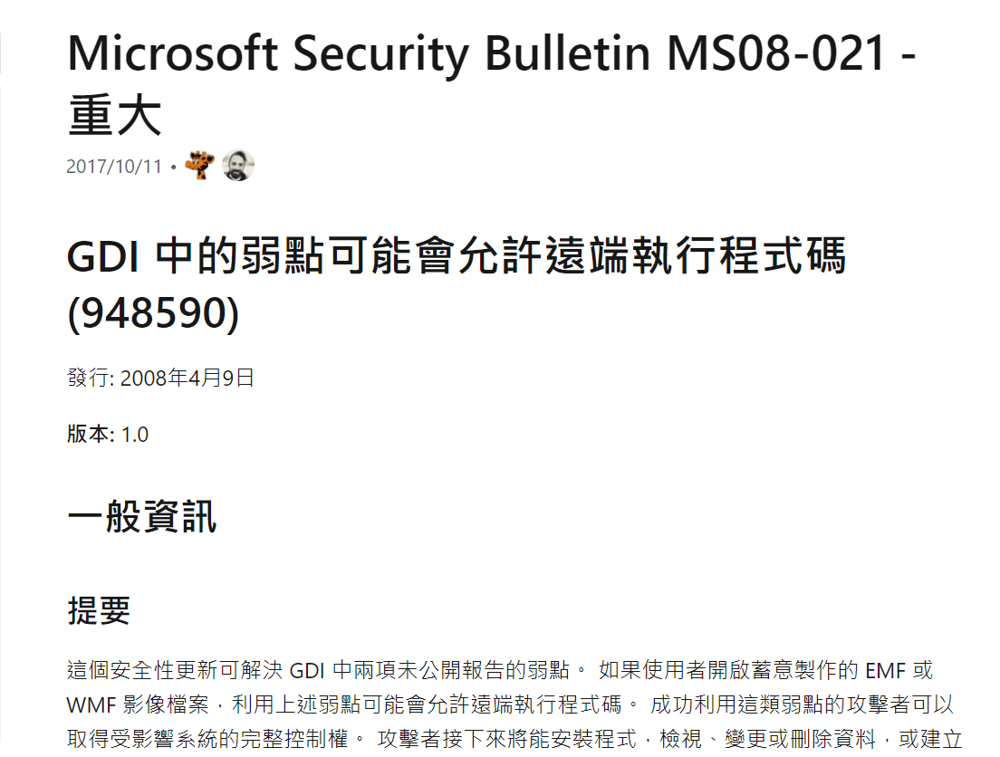 Microsoft Security Bulletin MS08-021 -
重大
2017/10/11 •
GDI 中的弱點可能會允許遠端執行程式碼
(948590)
發行: 2008年4月9日
版本: 1.0
一般資訊
提要
這個安全性更新可解決 GDI 中兩項未公開報告的弱點。 如果使用者開啟蓄意製作的 EMF 或
WMF 影像檔案，利用上述弱點可能會允許遠端執行程式碼。 成功利用這類弱點的攻擊者可以
取得受影響系統的完整控制權。 攻擊者接下來將能安裝程式，檢視、變更或刪除資料，或建立